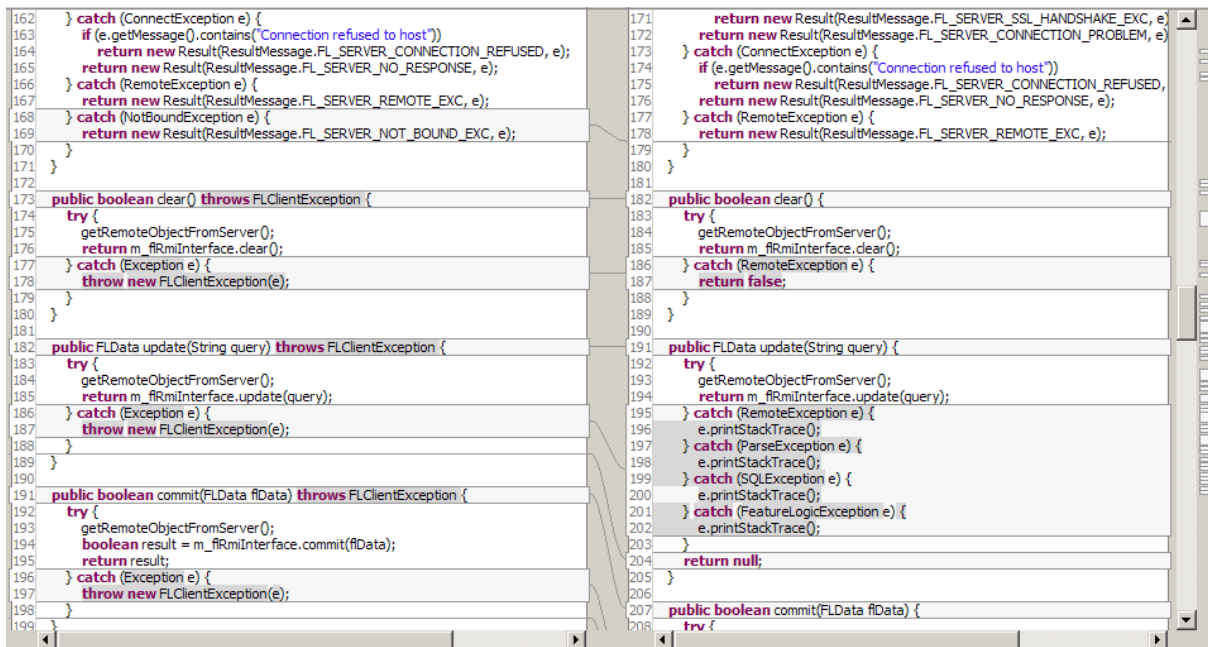 162 } catch (ConnectException e) {
163 if (e.getMessage().contains("Connection refused to host"))
164 return new Result(ResultMessage.FL_SERVER_CONNECTION_REFUSED, e);
165 return new Result(ResultMessage.FL_SERVER_NO_RESPONSE, e);
166 } catch (RemoteException e) {
167 return new Result(ResultMessage.FL_SERVER_REMOTE_EXC, e);
168 } catch (NotBoundException e) {
169 return new Result(ResultMessage.FL_SERVER_NOT_BOUND_EXC, e);
170 }
171 }
172
173 public boolean clear() throws FLClientException {
174 try {
175 getRemoteObjectFromServer();
176 return m_flRmiInterface.clear();
177 } catch (Exception e) {
178 throw new FLClientException(e);
179 }
180 }
181
182 public FLData update(String query) throws FLClientException {
183 try {
184 getRemoteObjectFromServer();
185 return m_flRmiInterface.update(query);
186 } catch (Exception e) {
187 throw new FLClientException(e);
188 }
189 }
190
191 public boolean commit(FLData flData) throws FLClientException {
192 try {
193 getRemoteObjectFromServer();
194 boolean result = m_flRmiInterface.commit(flData);
195 return result;
196 } catch (Exception e) {
197 throw new FLClientException(e);
198 }
199 }
171 return new Result(ResultMessage.FL_SERVER_SSL_HANDSHAKE_EXC, e)
172 return new Result(ResultMessage.FL_SERVER_CONNECTION_PROBLEM, e)
173 } catch (ConnectException e) {
174 if (e.getMessage().contains("Connection refused to host"))
175 return new Result(ResultMessage.FL_SERVER_CONNECTION_REFUSED,
176 return new Result(ResultMessage.FL_SERVER_NO_RESPONSE, e);
177 } catch (RemoteException e) {
178 return new Result(ResultMessage.FL_SERVER_REMOTE_EXC, e);
179 }
180 }
181
182 public boolean clear() {
183 try {
184 getRemoteObjectFromServer();
185 return m_flRmiInterface.clear();
186 } catch (RemoteException e) {
187 return false;
188 }
189 }
190
191 public FLData update(String query) {
192 try {
193 getRemoteObjectFromServer();
194 return m_flRmiInterface.update(query);
195 } catch (RemoteException e) {
196 e.printStackTrace();
197 } catch (ParseException e) {
198 e.printStackTrace();
199 } catch (SQLException e) {
200 e.printStackTrace();
201 } catch (FeatureLogicException e) {
202 e.printStackTrace();
203 }
204 return null;
205 }
206
207 public boolean commit(FLData flData) {
208 try {